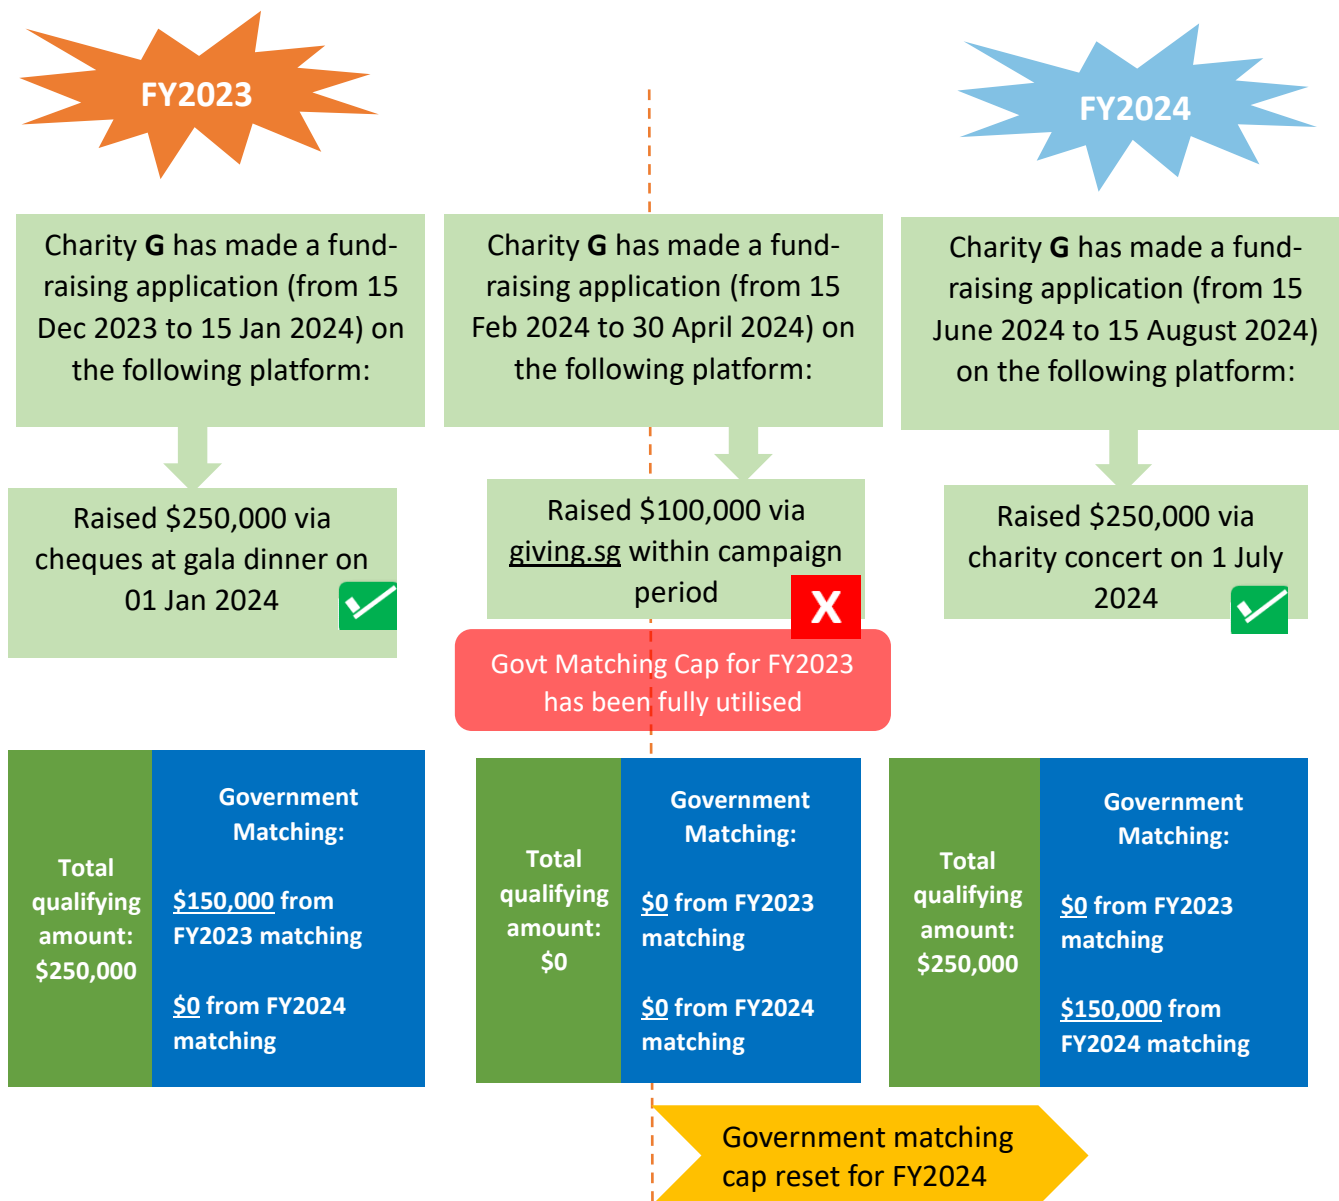 FY2023
FY2024
Charity G has made a fund-
raising application (from 15
Dec 2023 to 15 Jan 2024) on
the following platform:
Charity G has made a fund-
raising application (from 15
Feb 2024 to 30 April 2024) on
the following platform:
Charity G has made a fund-
raising application (from 15
June 2024 to 15 August 2024)
on the following platform:
Raised $250,000 via
cheques at gala dinner on
01 Jan 2024
Raised $100,000 via
giving.sg within campaign
period
X
Raised $250,000 via
charity concert on 1 July
2024
Govt Matching Cap for FY2023
has been fully utilised
Total
qualifying
amount:
$250,000
Government
Matching:
$150,000 from
FY2023 matching
$0 from FY2024
matching
Total
qualifying
amount:
$0
Government
Matching:
$0 from FY2023
matching
$0 from FY2024
matching
Total
qualifying
amount:
$250,000
Government
Matching:
$0 from FY2023
matching
$150,000 from
FY2024 matching
Government matching
cap reset for FY2024